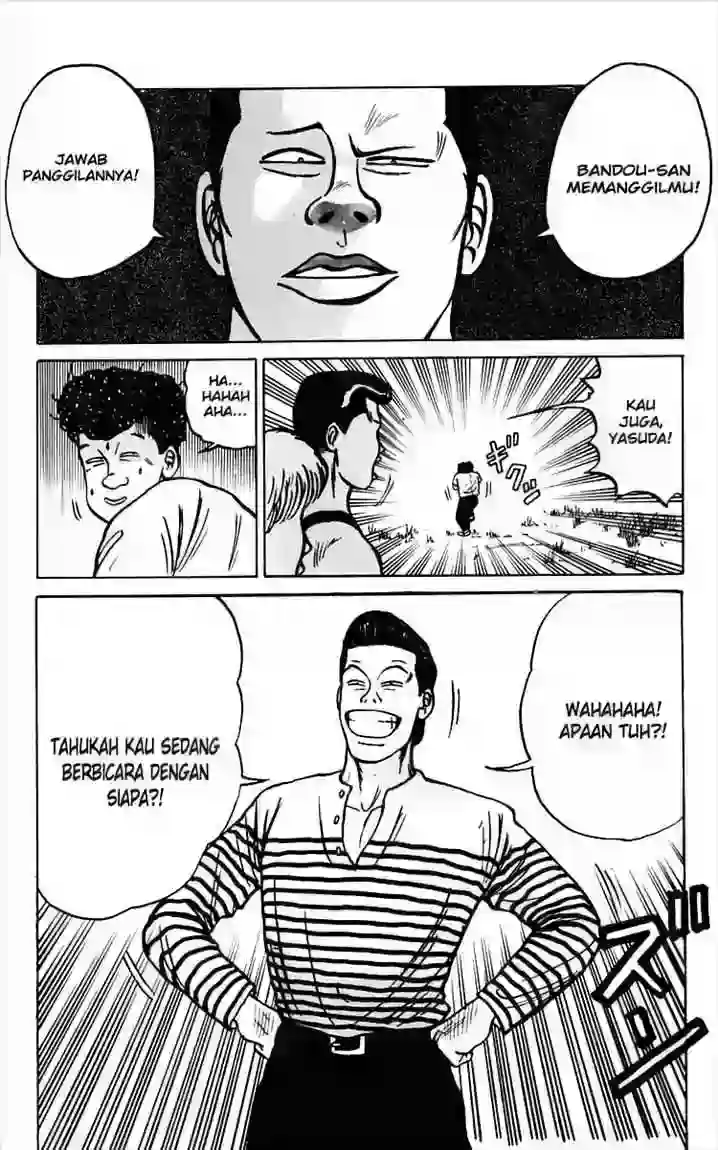 BANDOU-SAN
MEMANGGILMU!
JAWAB
PANGGILANNYA!
KAU
JUGA,
YASUDA!
ギクッ
HA...
HAHAH
AHA...
WAHAHAHA!
APAAN TUH?!
TAHUKAH KAU SEDANG
BERBICARA DENGAN
SIAPA?!
ズンッ